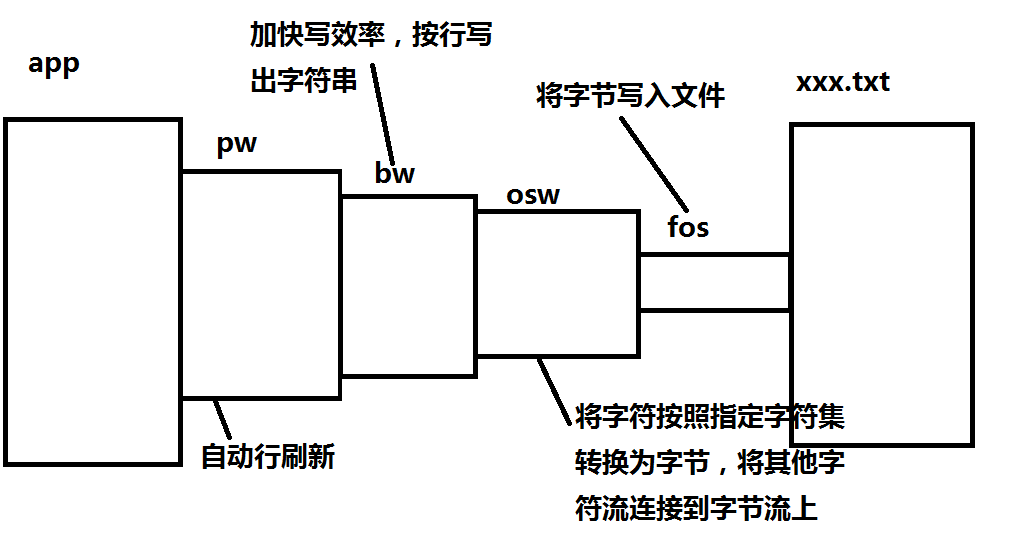 加快写效率，按行写
出字符串
app
将字节写入文件
xxx.txt
pw
bw
osw
fos
自动行刷新
将字符按照指定字符集
转换为字节，将其他字
符流连接到字节流上